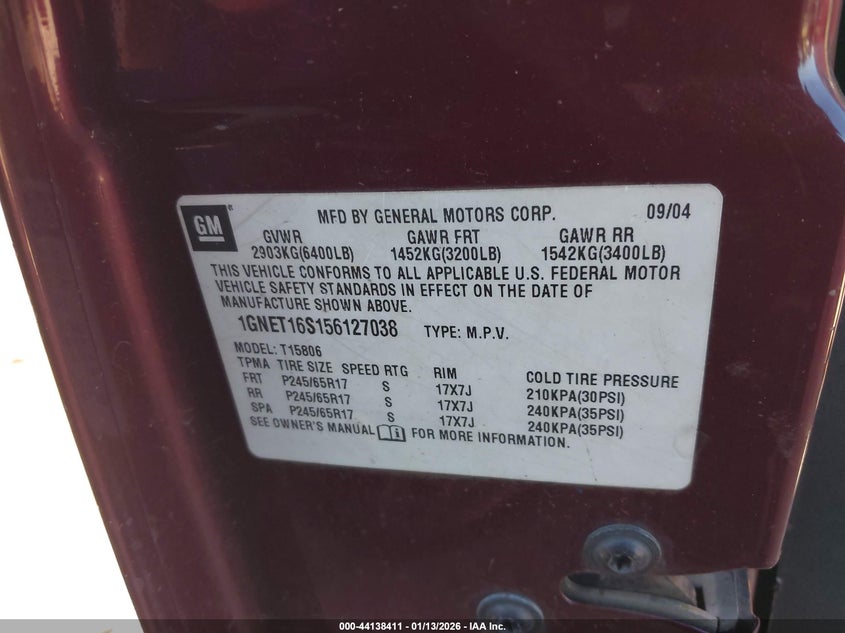 GM
MFD BY GENERAL MOTORS CORP. 09/04
GVWR GAWR FRT GAWR RR
2903KG(6400LB) 1452KG(3200LB) 1542KG(3400LB)
THIS VEHICLE CONFORMS TO ALL APPLICABLE U.S. FEDERAL MOTOR
VEHICLE SAFETY STANDARDS IN EFFECT ON THE DATE OF
MANUFACTURE SHOWN ABOVE.
1GNET16S156127038 TYPE: M.P.V.
MODEL: T15806
TPMA TIRE SIZE SPEED RTG RIM COLD TIRE PRESSURE
FRT P245/65R17 S 17X7J 210KPA(30PSI)
RR P245/65R17 S 17X7J 240KPA(35PSI)
SPA P245/65R17 S 17X7J 240KPA(35PSI)
SEE OWNER'S MANUAL FOR MORE INFORMATION.
000-44138411 - 01/13/2026 - IAA Inc.